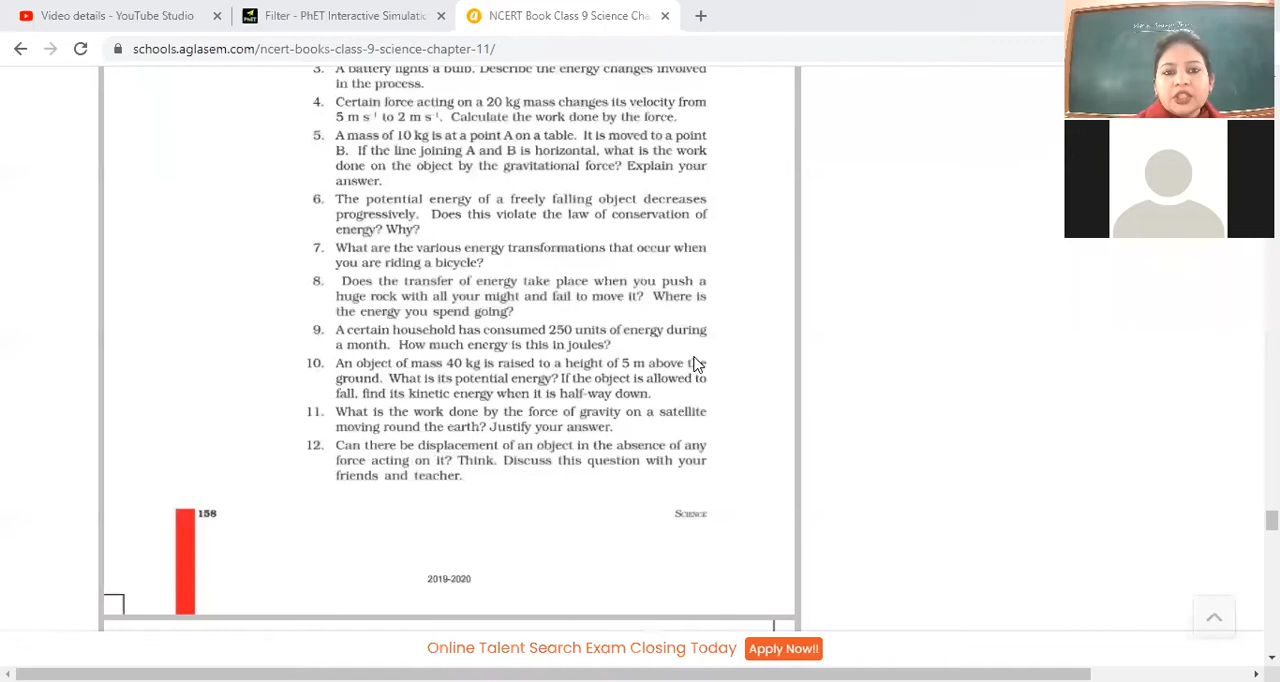 Video details - YouTube Studio
Filter - PhET Interactive Simulatio
NCERT Book Class 9 Science Cha
schools.aglasem.com/ncert-books-class-9-science-chapter-11/
3. A battery lights a bulb. Describe the energy changes involved
in the process.
4. Certain force acting on a 20 kg mass changes its velocity from
5 m s⁻¹ to 2 m s⁻¹. Calculate the work done by the force.
5. A mass of 10 kg is at a point A on a table. It is moved to a point
B. If the line joining A and B is horizontal, what is the work
done on the object by the gravitational force? Explain your
answer.
6. The potential energy of a freely falling object decreases
progressively. Does this violate the law of conservation of
energy? Why?
7. What are the various energy transformations that occur when
you are riding a bicycle?
8. Does the transfer of energy take place when you push a
huge rock with all your might and fail to move it? Where is
the energy you spend going?
9. A certain household has consumed 250 units of energy during
a month. How much energy is this in joules?
10. An object of mass 40 kg is raised to a height of 5 m above the
ground. What is its potential energy? If the object is allowed to
fall, find its kinetic energy when it is half-way down.
11. What is the work done by the force of gravity on a satellite
moving round the earth? Justify your answer.
12. Can there be displacement of an object in the absence of any
force acting on it? Think. Discuss this question with your
friends and teacher.
158
SCIENCE
2019-2020
Online Talent Search Exam Closing Today
Apply Now!!